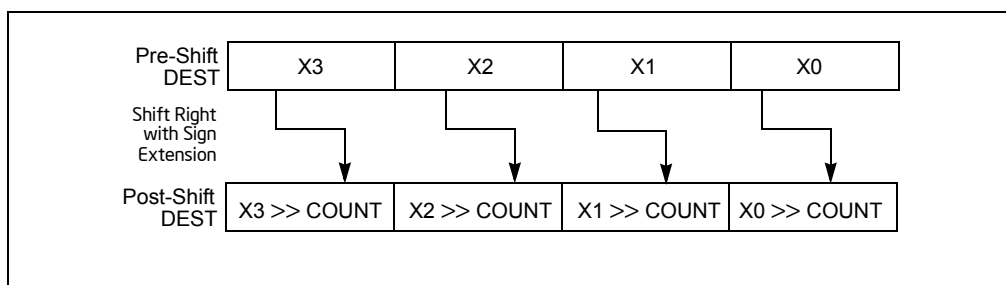 Pre-Shift
DEST
X3
X2
X1
X0
Shift Right
with Sign
Extension
Post-Shift
DEST
X3 >> COUNT
X2 >> COUNT
X1 >> COUNT
X0 >> COUNT